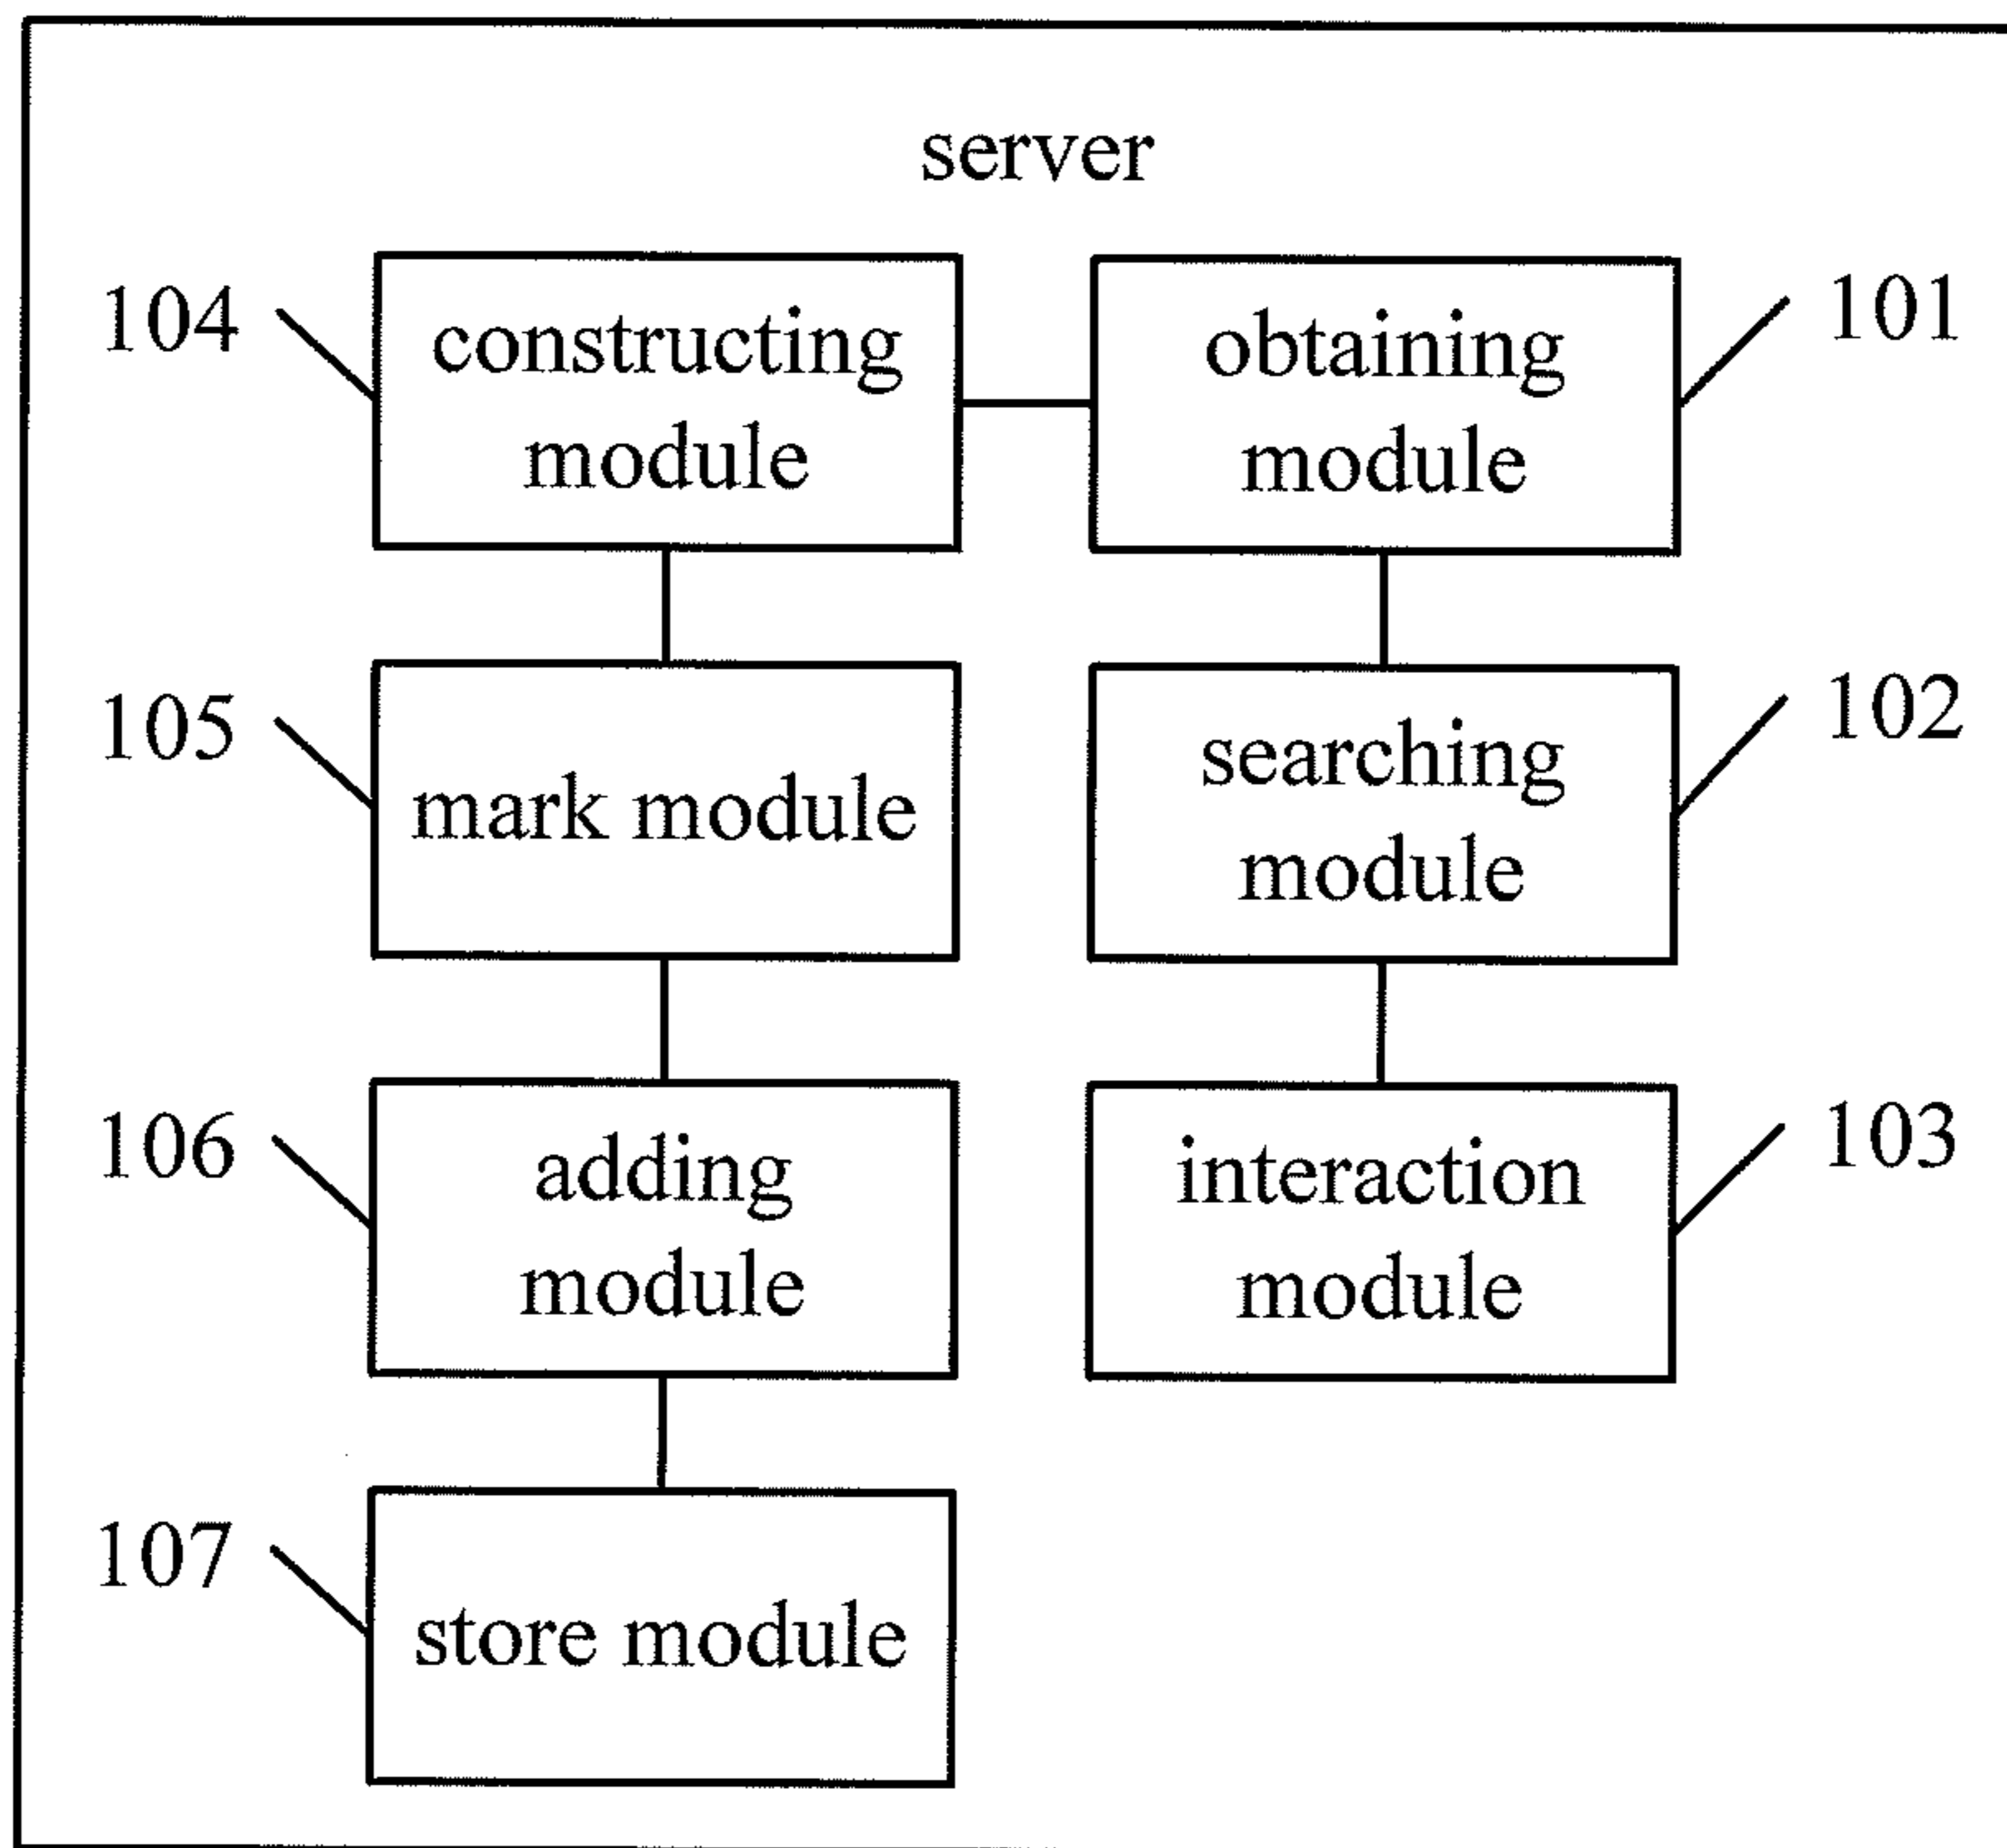 server
104
constructing
module
obtaining
module
101
105
mark module
searching
module
102
106
adding
module
interaction
module
103
107
store module